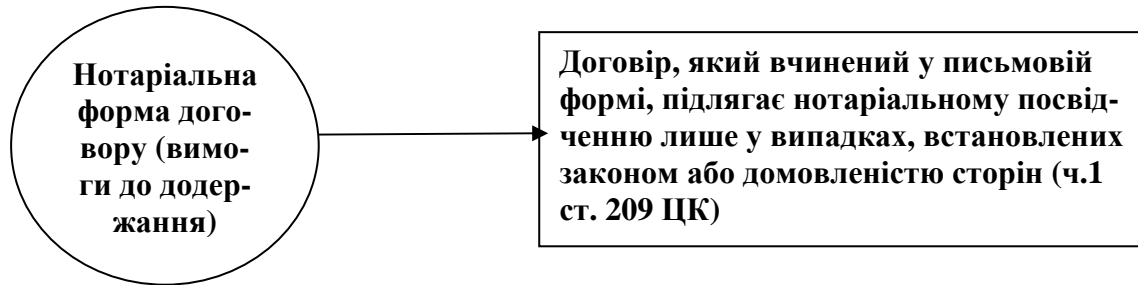 Нотаріальна
форма дого-
вору (вимо-
ги до додер-
жання)
Договір, який вчинений у письмовій
формі, підлягає нотаріальному посвід-
ченню лише у випадках, встановлених
законом або домовленістю сторін (ч.1
ст. 209 ЦК)